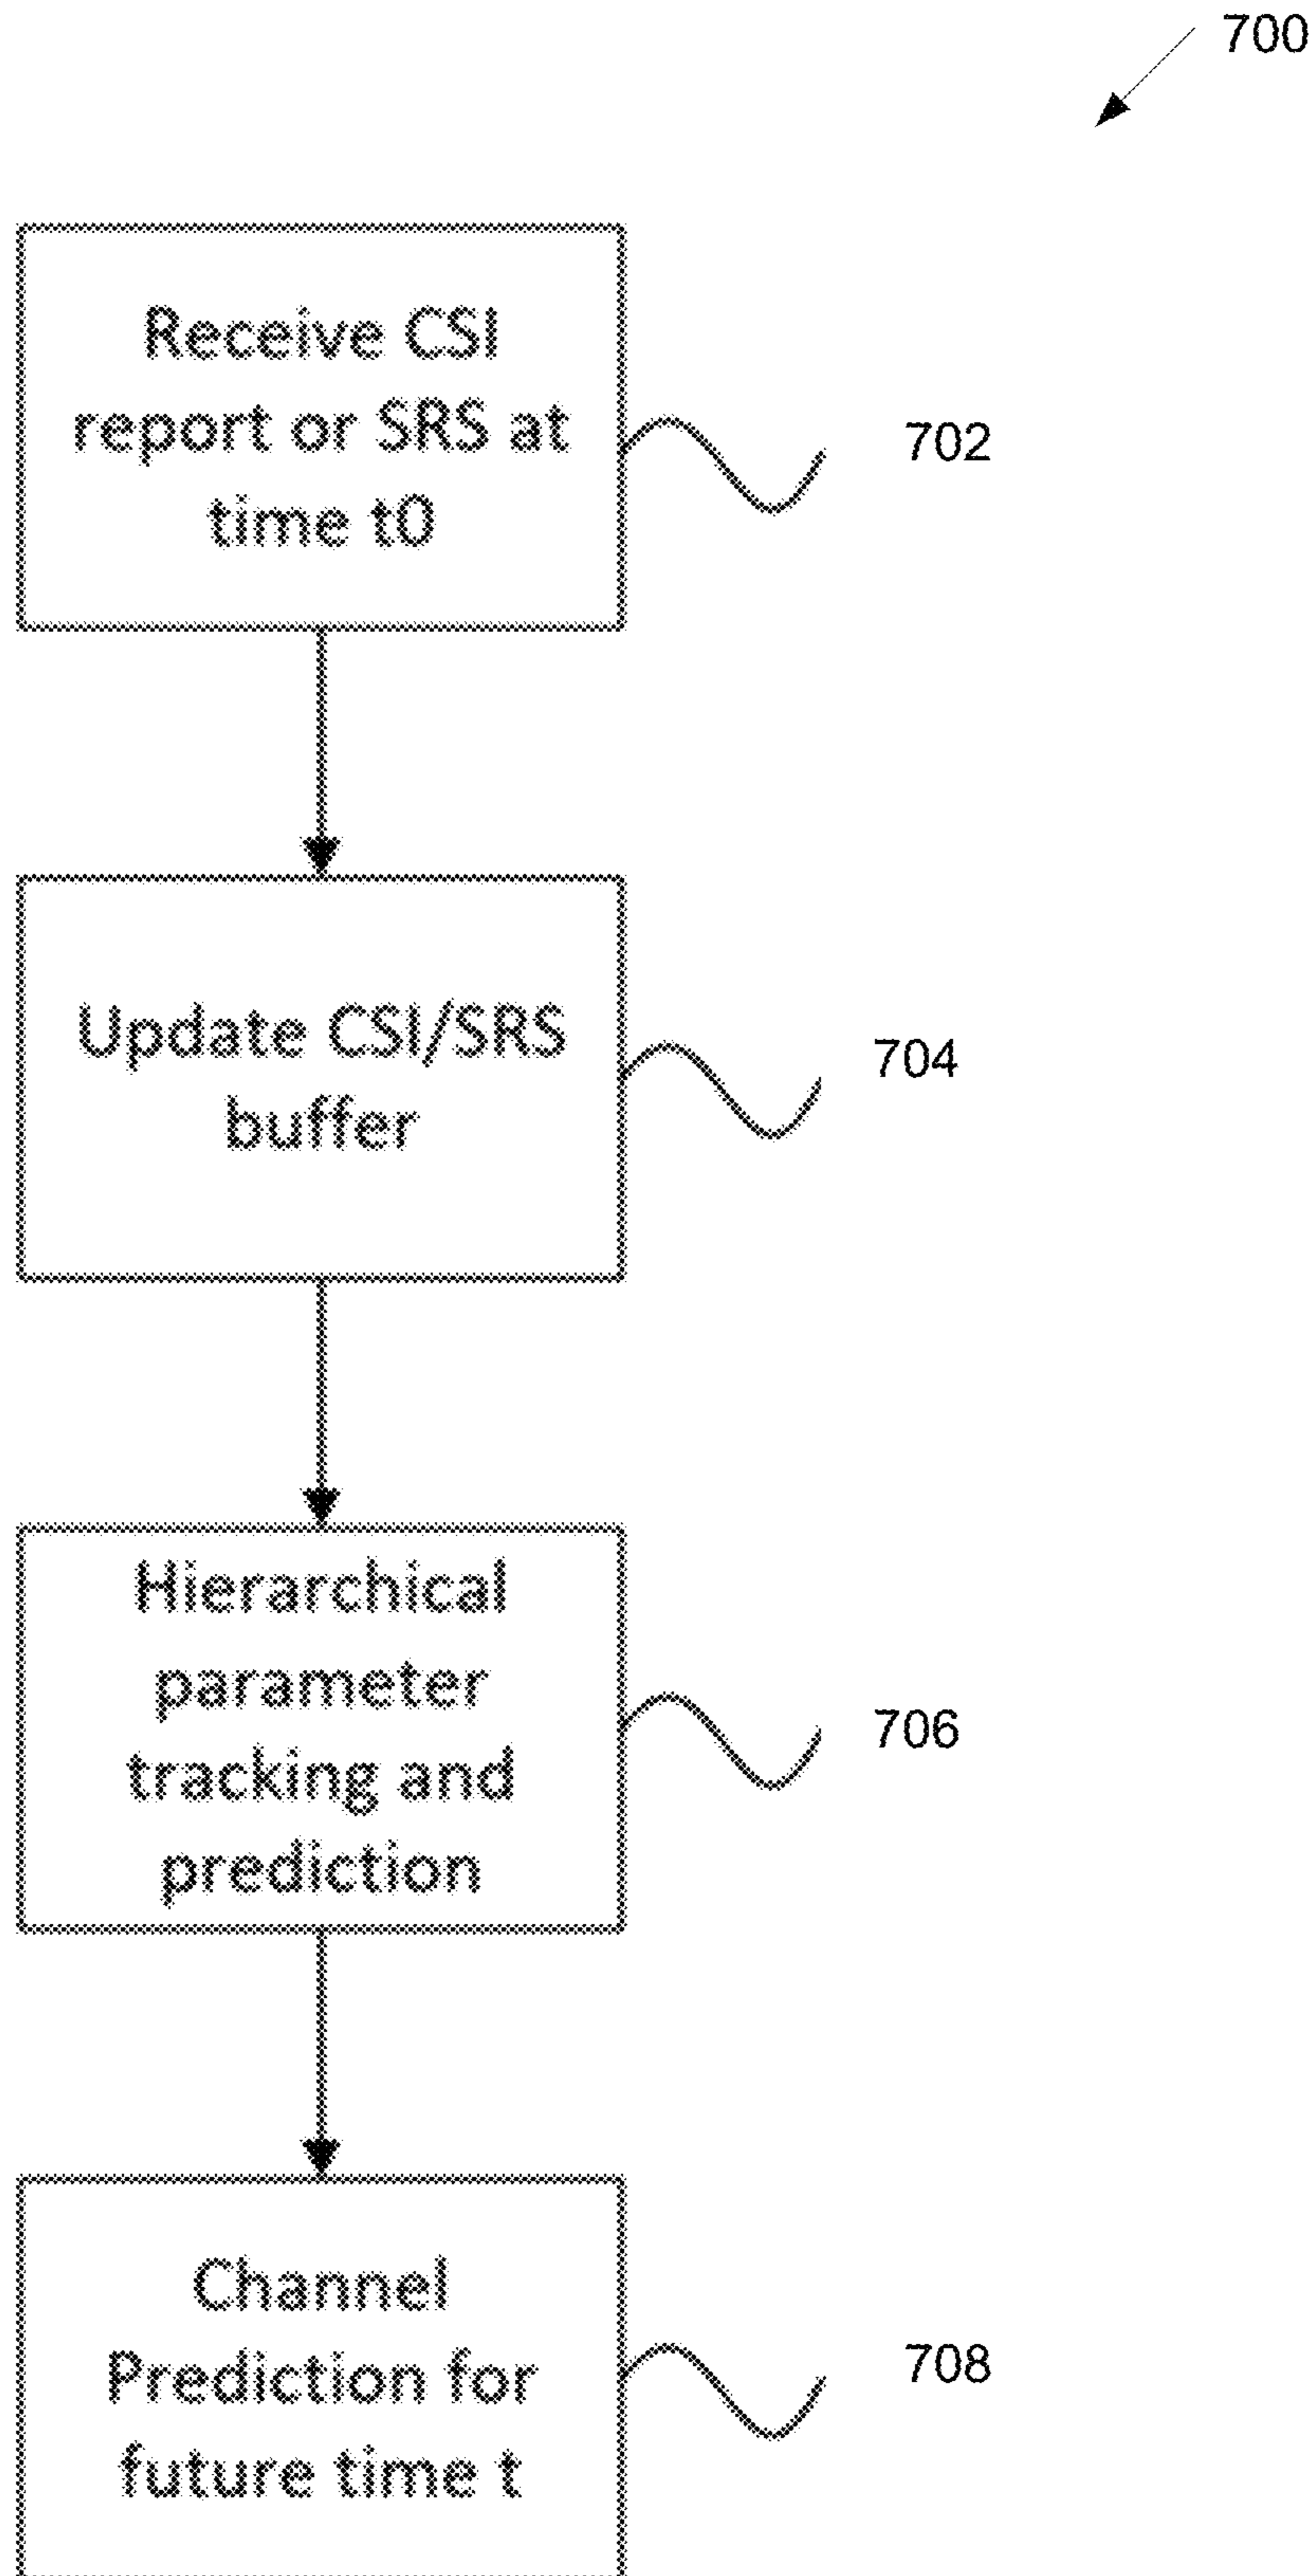 700
Receive CSI
report or SRS at
time t0
702
Update CSI/SRS
buffer
704
Hierarchical
parameter
tracking and
prediction
706
Channel
Prediction for
future time t
708